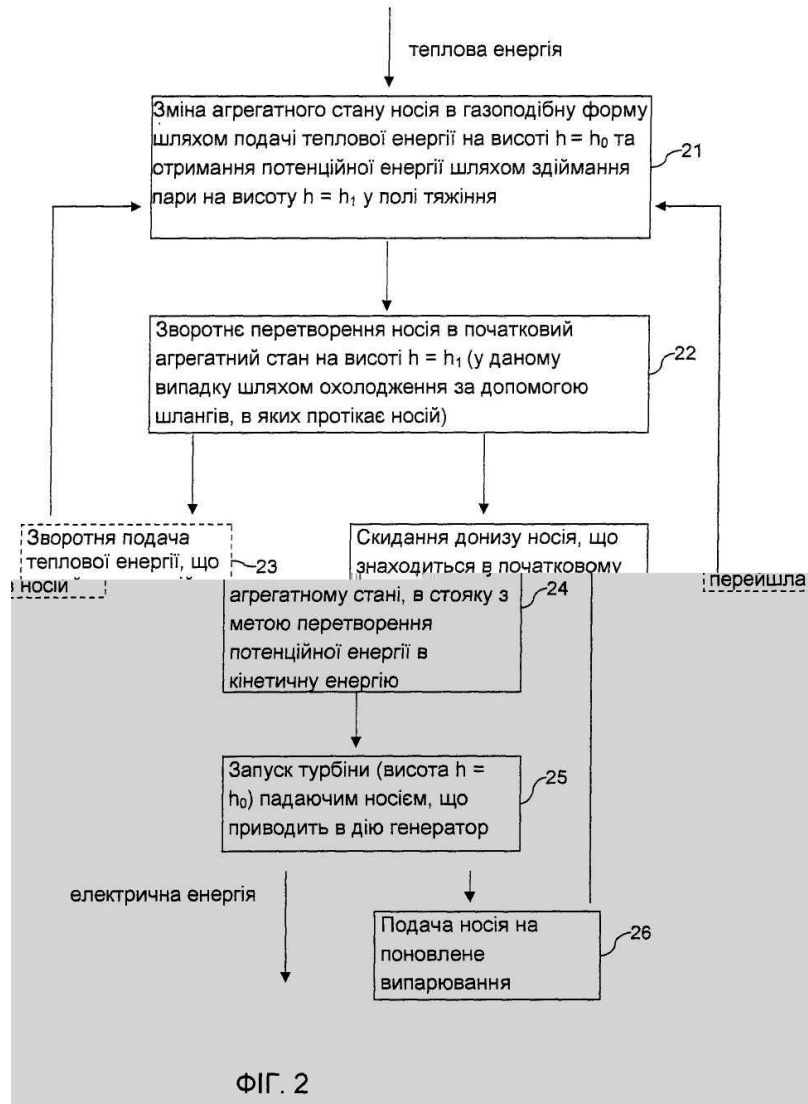 теплова енергія
Зміна агрегатного стану носія в газоподібну форму
шляхом подачі теплової енергії на висоті h = h₀ та
отримання потенційної енергії шляхом здіймання
пари на висоту h = h₁ у полі тяжіння
21
Зворотнє перетворення носія в початковий
агрегатний стан на висоті h = h₁ (у даному
випадку шляхом охолодження за допомогою
шлангів, в яких протікає носій)
22
Зворотня подача
теплової енергії, що
23
Скидання донизу носія, що
знаходиться в початковому
в носій
перейшла
агрегатному стані, в стояку з
метою перетворення
потенційної енергії в
кінетичну енергію
24
Запуск турбіни (висота h =
h₀) падаючим носієм, що
приводить в дію генератор
25
електрична енергія
Подача носія на
поновлене
випарювання
26
ФІГ. 2